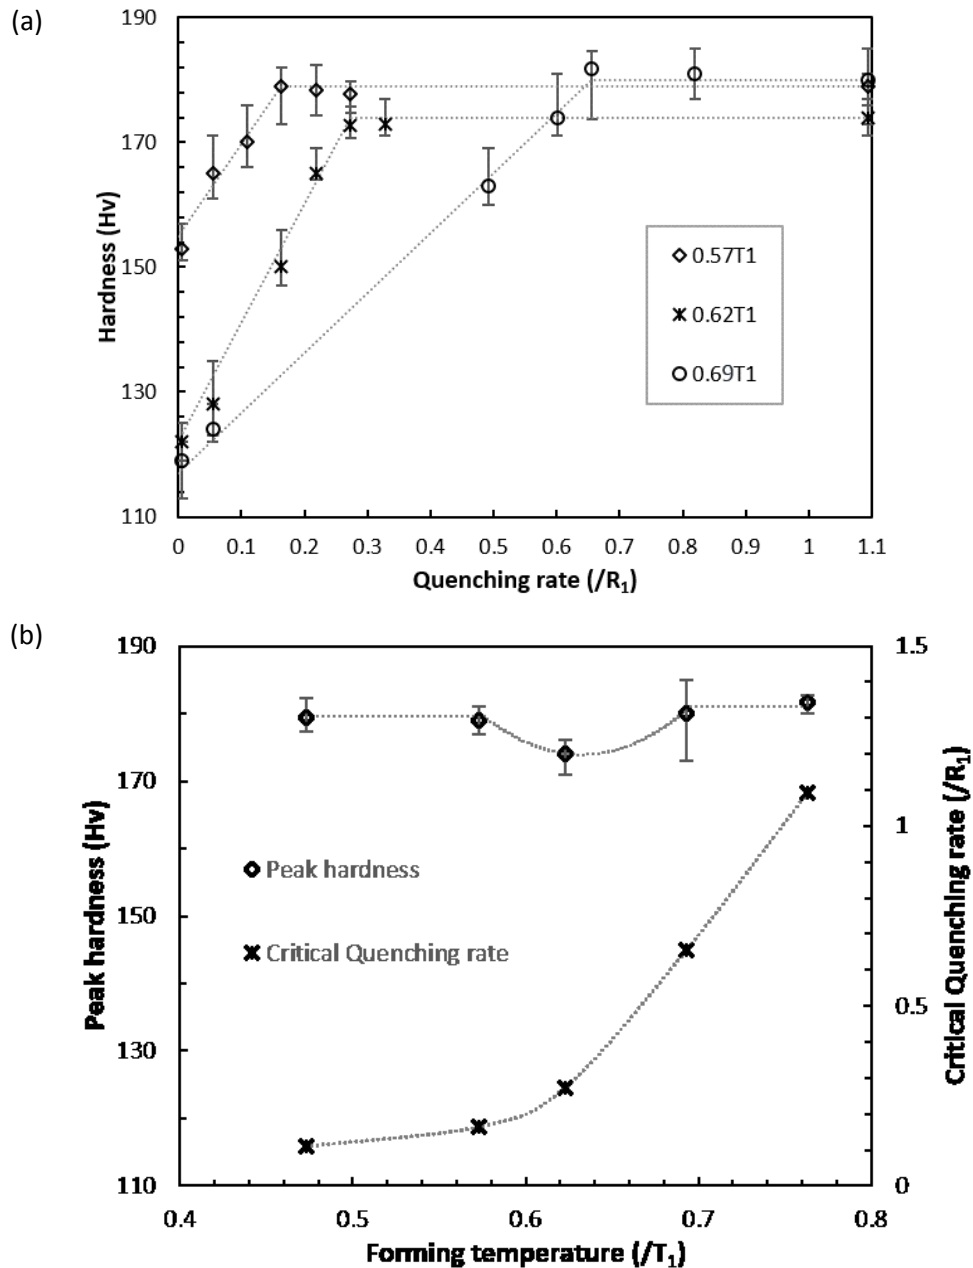 (a)
190
170
150
130
110
Hardness (Hv)
0.57T1
0.62T1
0.69T1
0 0.1 0.2 0.3 0.4 0.5 0.6 0.7 0.8 0.9 1 1.1
Quenching rate (/R₁)
(b)
190
170
150
130
110
Peak hardness (Hv)
Peak hardness
Critical Quenching rate
1.5
1
0.5
0
Critical Quenching rate (/R₁)
0.4 0.5 0.6 0.7 0.8
Forming temperature (/T₁)